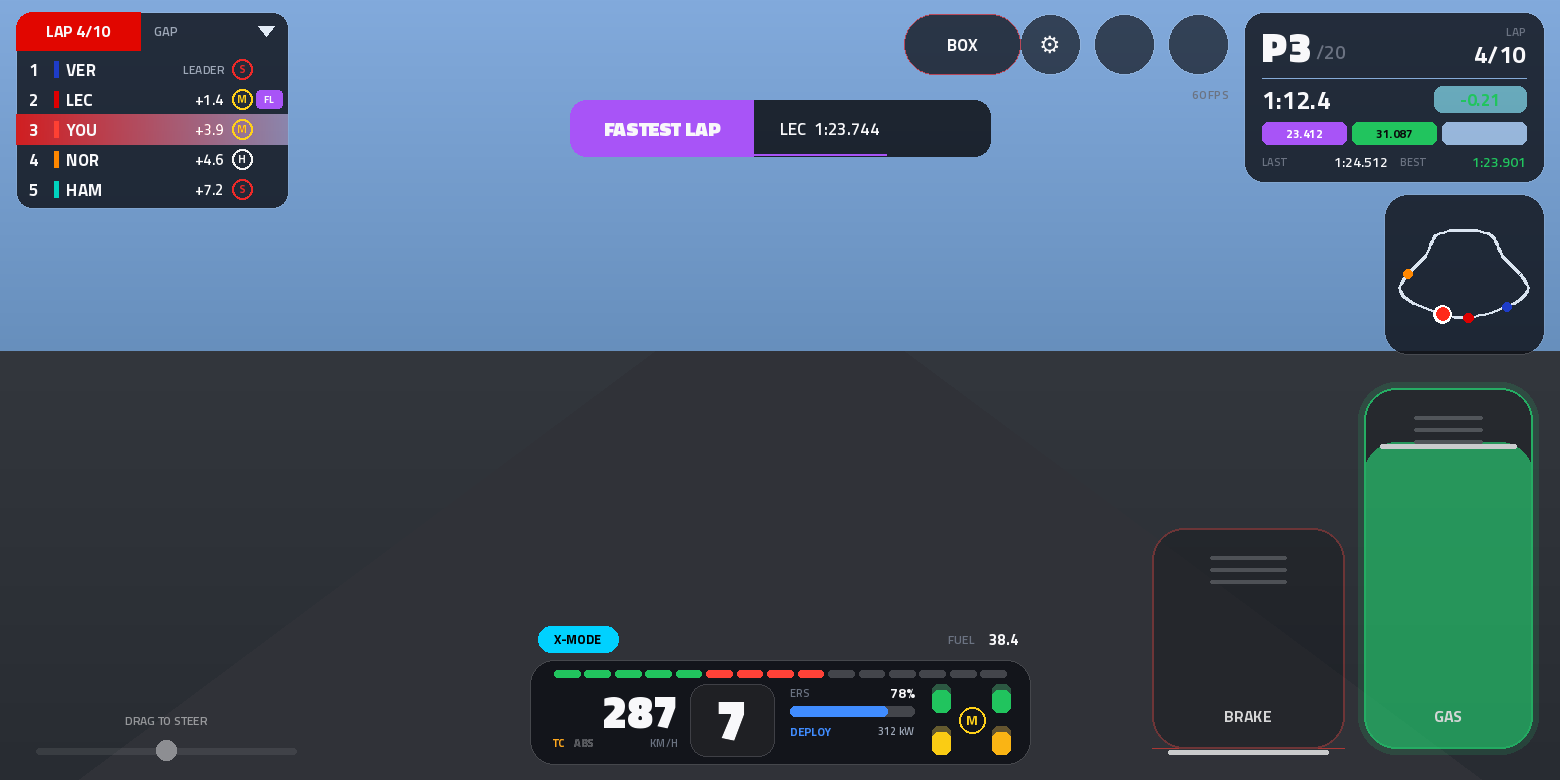 LAP 4/10 GAP
1 VER LEADER S
2 LEC +1.4 M FL
3 YOU +3.9 M
4 NOR +4.6 H
5 HAM +7.2 S
BOX ⚙
60FPS
FASTEST LAP LEC 1:23.744
P3 /20 LAP
4/10
1:12.4 -0.21
23.412 31.087
LAST 1:24.512 BEST 1:23.901
X-MODE FUEL 38.4
287 7 ERS 78%
M
TC ABS KM/H DEPLOY 312 kW
DRAG TO STEER
BRAKE GAS